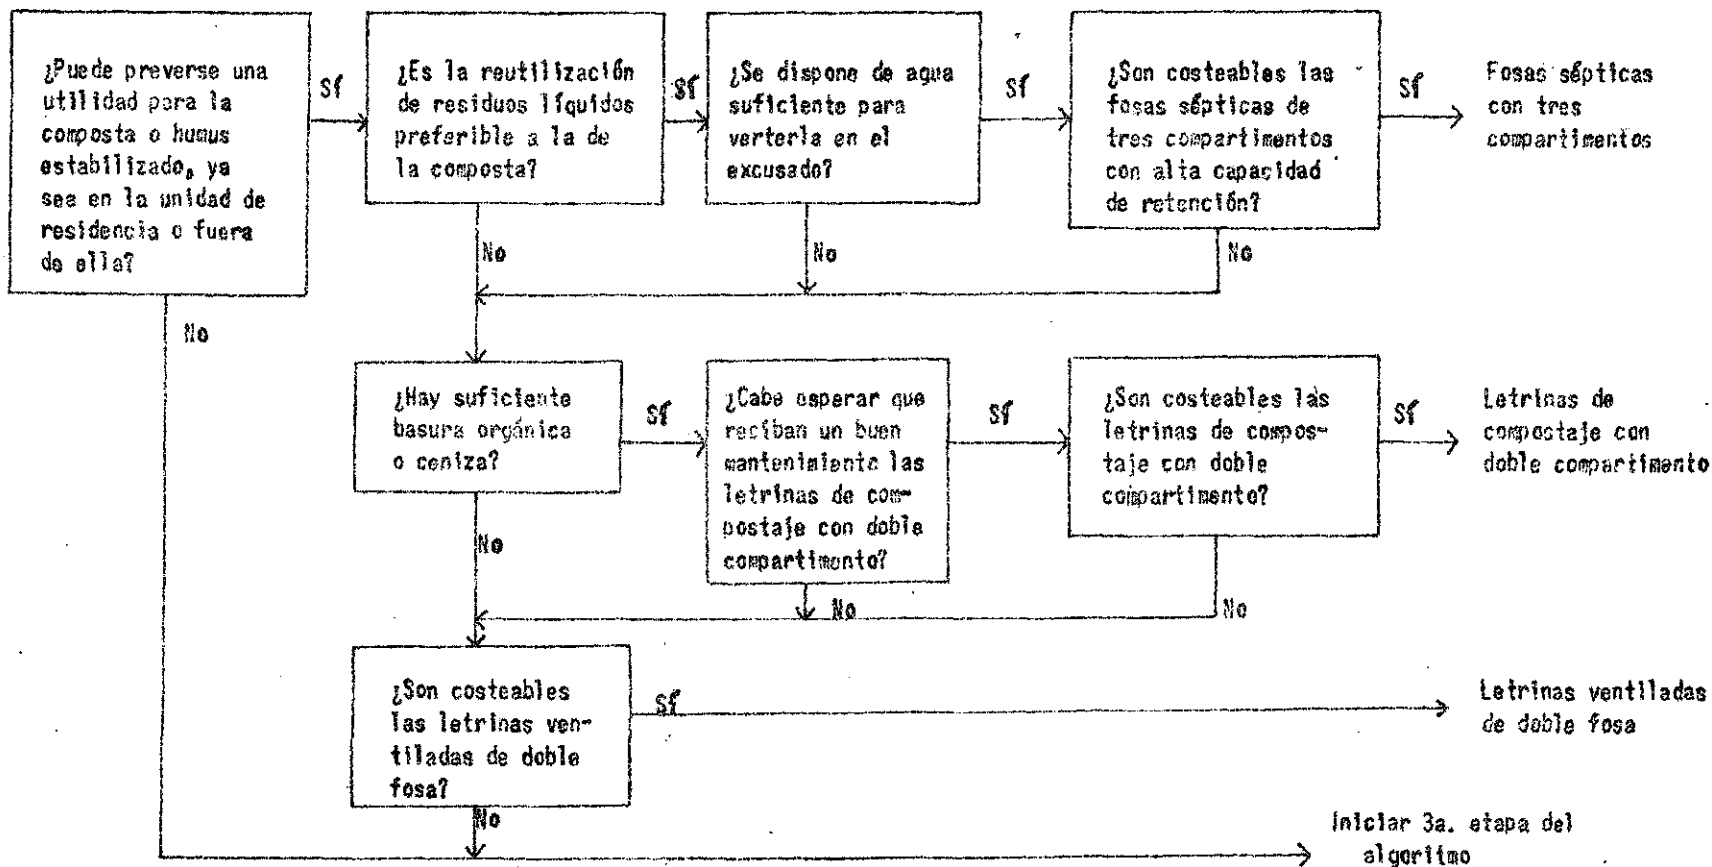 ¿Puede preverse una
utilidad para la
composta o humus
estabilizado, ya
sea en la unidad de
residencia o fuera
de ella?
Sí
¿Es la reutilización
de residuos líquidos
preferible a la de
la composta?
Sí
¿Se dispone de agua
suficiente para
verterla en el
excusado?
Sí
¿Son costeables las
fosas sépticas de
tres compartimentos
con alta capacidad
de retención?
Sí
Fosas sépticas
con tres
compartimentos
No
No
No
No
¿Hay suficiente
basura orgánica
o ceniza?
Sí
¿Cabe esperar que
reciban un buen
mantenimiento las
letrinas de com-
postaje con doble
compartimento?
Sí
¿Son costeables las
letrinas de compos-
taje con doble
compartimento?
Sí
Letrinas de
compostaje con
doble compartimento
No
No
No
¿Son costeables
las letrinas ven-
tiladas de doble
fosa?
Sí
Letrinas ventiladas
de doble fosa
No
Iniciar 3a. etapa del
algoritmo